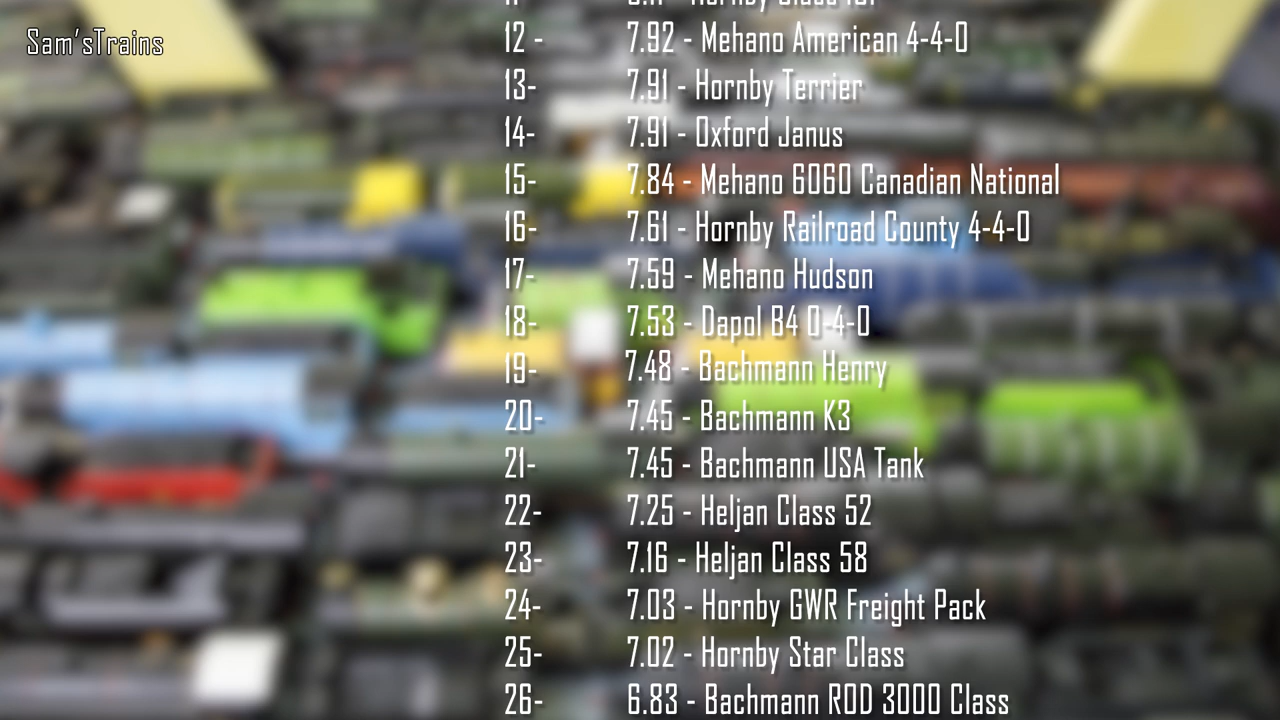 Sam'sTrains
12 - 7.92 - Mehano American 4-4-0
13- 7.91 - Hornby Terrier
14- 7.91 - Oxford Janus
15- 7.84 - Mehano 6060 Canadian National
16- 7.61 - Hornby Railroad County 4-4-0
17- 7.59 - Mehano Hudson
18- 7.53 - Dapol B4 0-4-0
19- 7.48 - Bachmann Henry
20- 7.45 - Bachmann K3
21- 7.45 - Bachmann USA Tank
22- 7.25 - Heljan Class 52
23- 7.16 - Heljan Class 58
24- 7.03 - Hornby GWR Freight Pack
25- 7.02 - Hornby Star Class
26- 6.83 - Bachmann ROD 3000 Class